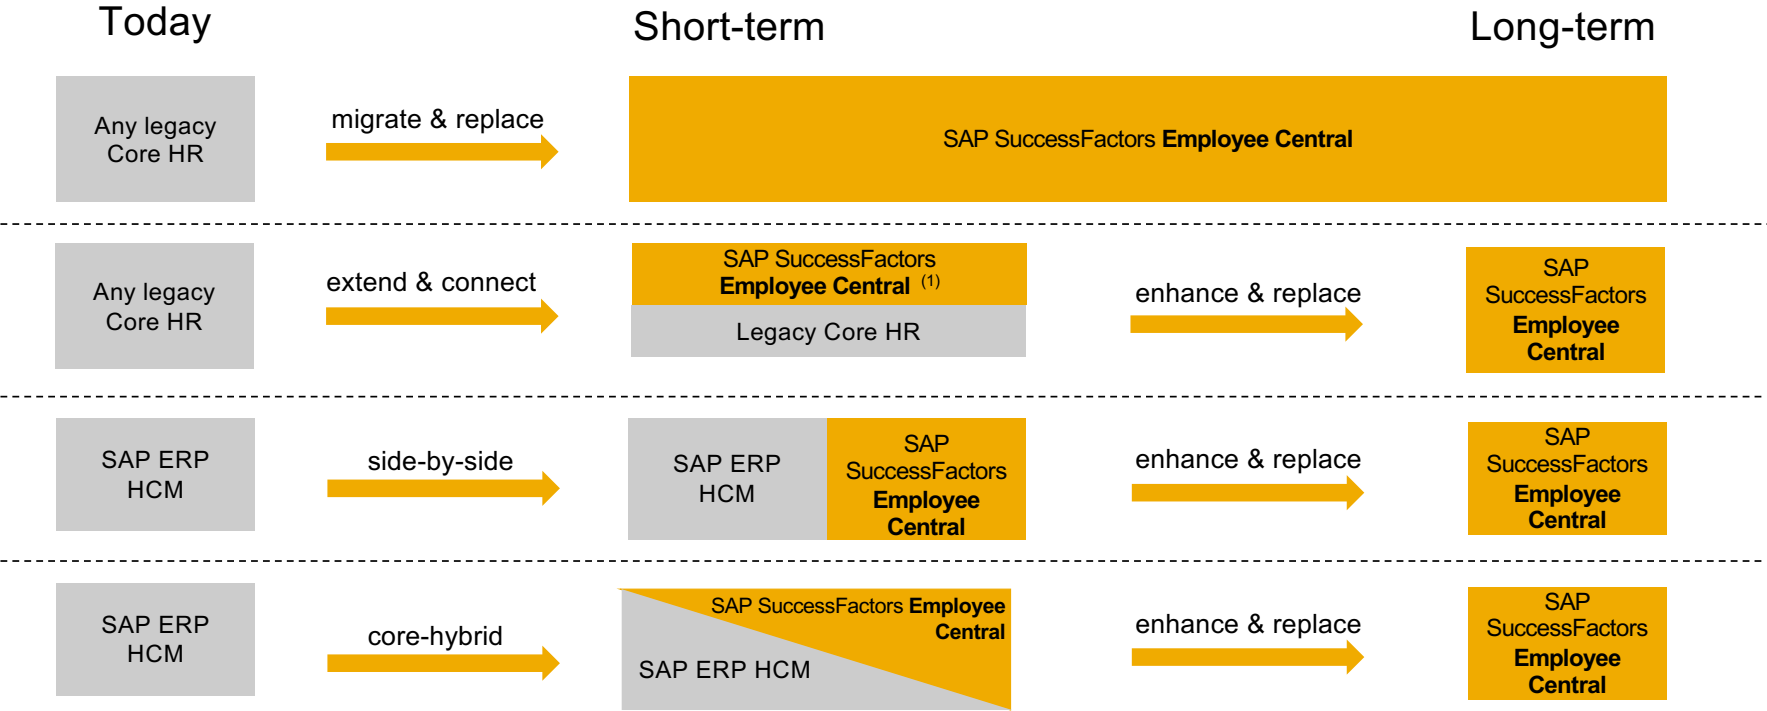 Today
Short-term
Long-term
Any legacy
Core HR
migrate & replace
SAP SuccessFactors Employee Central
Any legacy
Core HR
extend & connect
SAP SuccessFactors
Employee Central (1)
Legacy Core HR
enhance & replace
SAP
SuccessFactors
Employee
Central
SAP ERP
HCM
side-by-side
SAP ERP
HCM
SAP
SuccessFactors
Employee
Central
enhance & replace
SAP
SuccessFactors
Employee
Central
SAP ERP
HCM
core-hybrid
SAP SuccessFactors Employee
Central
SAP ERP HCM
enhance & replace
SAP
SuccessFactors
Employee
Central